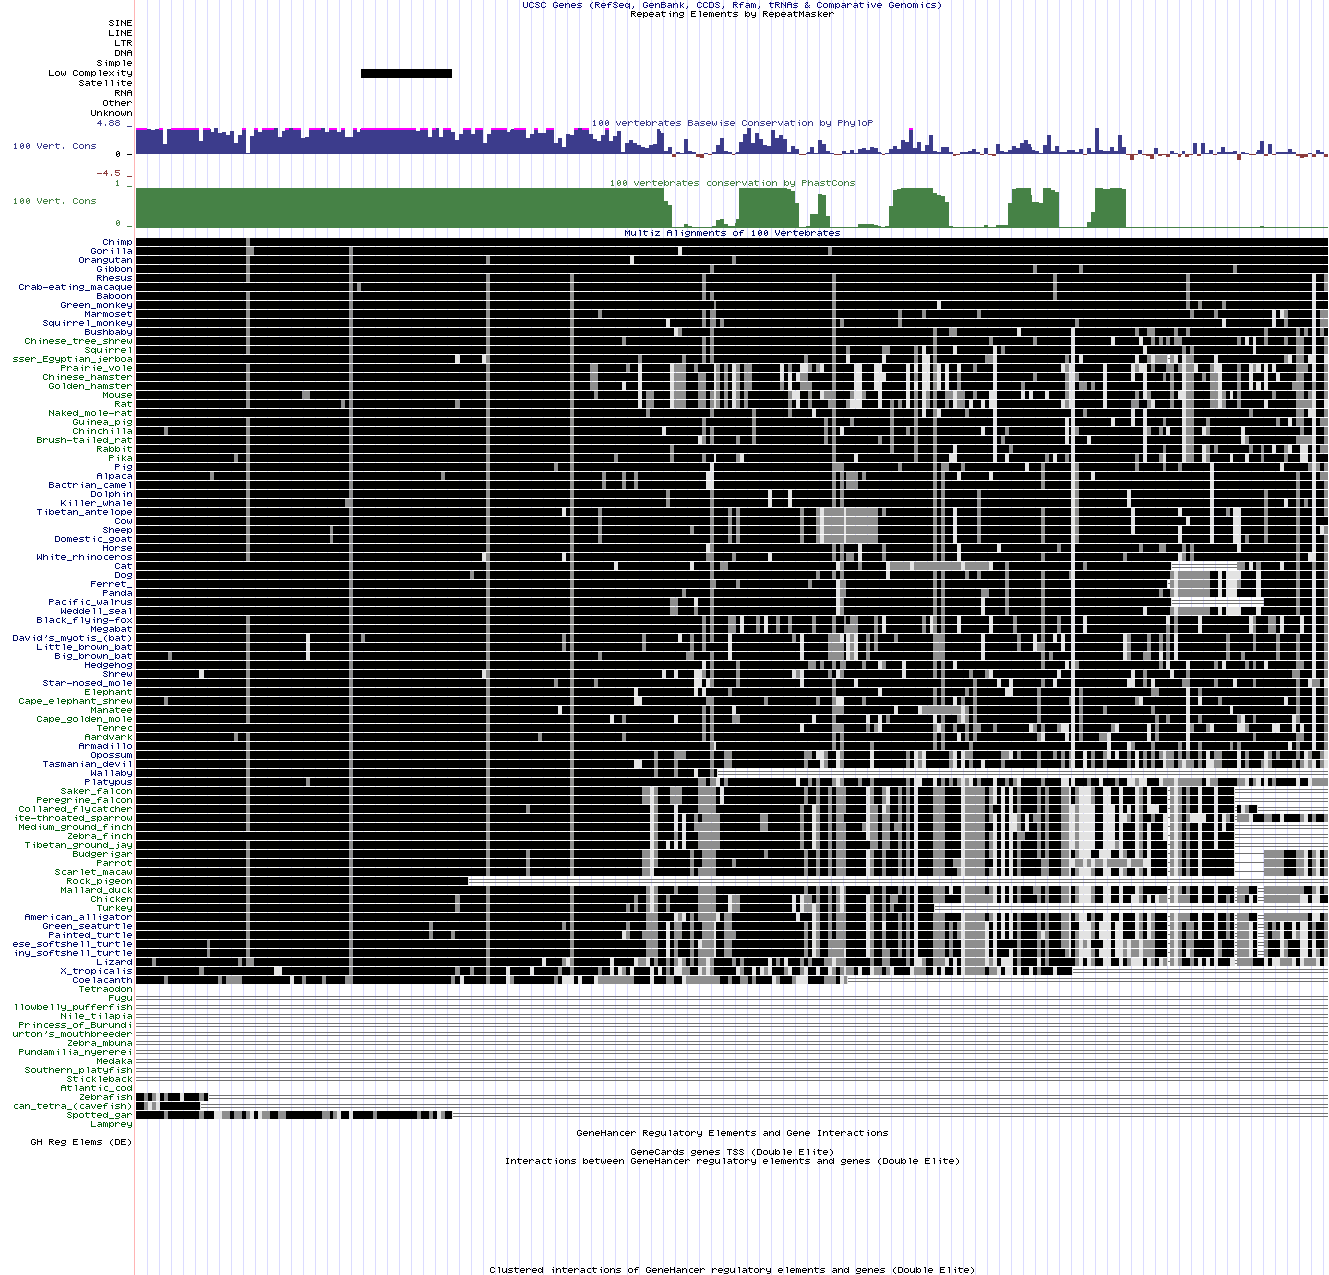 UCSC Genes (RefSeq, GenBank, CCDS, Rfam, tRNAs & Comparative Genomics)
Repeating Elements by RepeatMasker
SINE
LINE
LTR
DNA
Simple
Low Complexity
Satellite
RNA
Other
Unknown
4.88 _
100 vertebrates Basewise Conservation by PhyloP
100 Vert. Cons
0 -
-4.5 _
100 vertebrates conservation by PhastCons
1 _
100 Vert. Cons
0 _
Multiz Alignments of 100 Vertebrates
Chimp
Gorilla
Orangutan
Gibbon
Rhesus
Crab-eating_macaque
Baboon
Green_monkey
Marmoset
Squirrel_monkey
Bushbaby
Chinese_tree_shrew
Squirrel
sser_Egyptian_jerboa
Prairie_vole
Chinese_hamster
Golden_hamster
Mouse
Rat
Naked_mole-rat
Guinea_pig
Chinchilla
Brush-tailed_rat
Rabbit
Pika
Pig
Alpaca
Bactrian_camel
Dolphin
Killer_whale
Tibetan_antelope
Cow
Sheep
Domestic_goat
Horse
White_rhinoceros
Cat
Dog
Ferret_
Panda
Pacific_walrus
Weddell_seal
Black_flying-fox
Megabat
David's_myotis_(bat)
Little_brown_bat
Big_brown_bat
Hedgehog
Shrew
Star-nosed_mole
Elephant
Cape_elephant_shrew
Manatee
Cape_golden_mole
Tenrec
Aardvark
Armadillo
Opossum
Tasmanian_devil
Wallaby
Platypus
Saker_falcon
Peregrine_falcon
Collared_flycatcher
ite-throated_sparrow
Medium_ground_finch
Zebra_finch
Tibetan_ground_jay
Budgerigar
Parrot
Scarlet_macaw
Rock_pigeon
Mallard_duck
Chicken
Turkey
American_alligator
Green_seaturtle
Painted_turtle
ese_softshell_turtle
iny_softshell_turtle
Lizard
X_tropicalis
Coelacanth
Tetraodon
Fugu
llowbelly_pufferfish
Nile_tilapia
Princess_of_Burundi
urton's_mouthbreeder
Zebra_mbuna
Pundamilia_nyererei
Medaka
Southern_platyfish
Stickleback
Atlantic_cod
Zebrafish
can_tetra_(cavefish)
Spotted_gar
Lamprey
GeneHancer Regulatory Elements and Gene Interactions
GH Reg Elems (DE)
GeneCards genes TSS (Double Elite)
Interactions between GeneHancer regulatory elements and genes (Double Elite)
Clustered interactions of GeneHancer regulatory elements and genes (Double Elite)